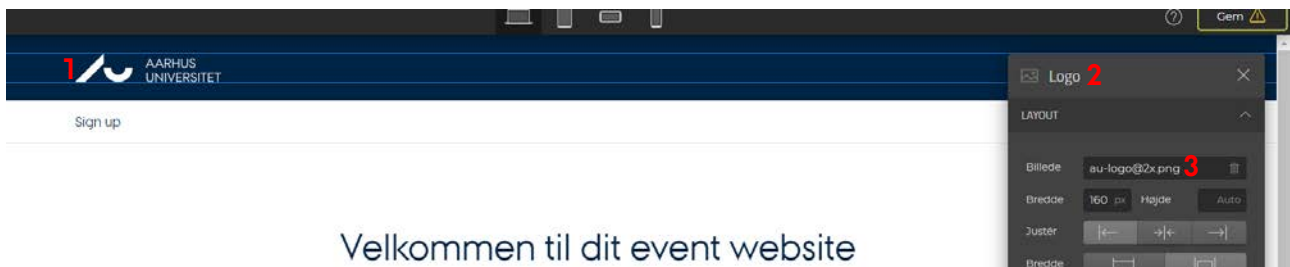 Gem
1 AARHUS
UNIVERSITET
Logo 2
Sign up
LAYOUT
Billede au-logo@2x.png 3
Bredde 160 px Højde Auto
Justér
Velkommen til dit event website
Bredde